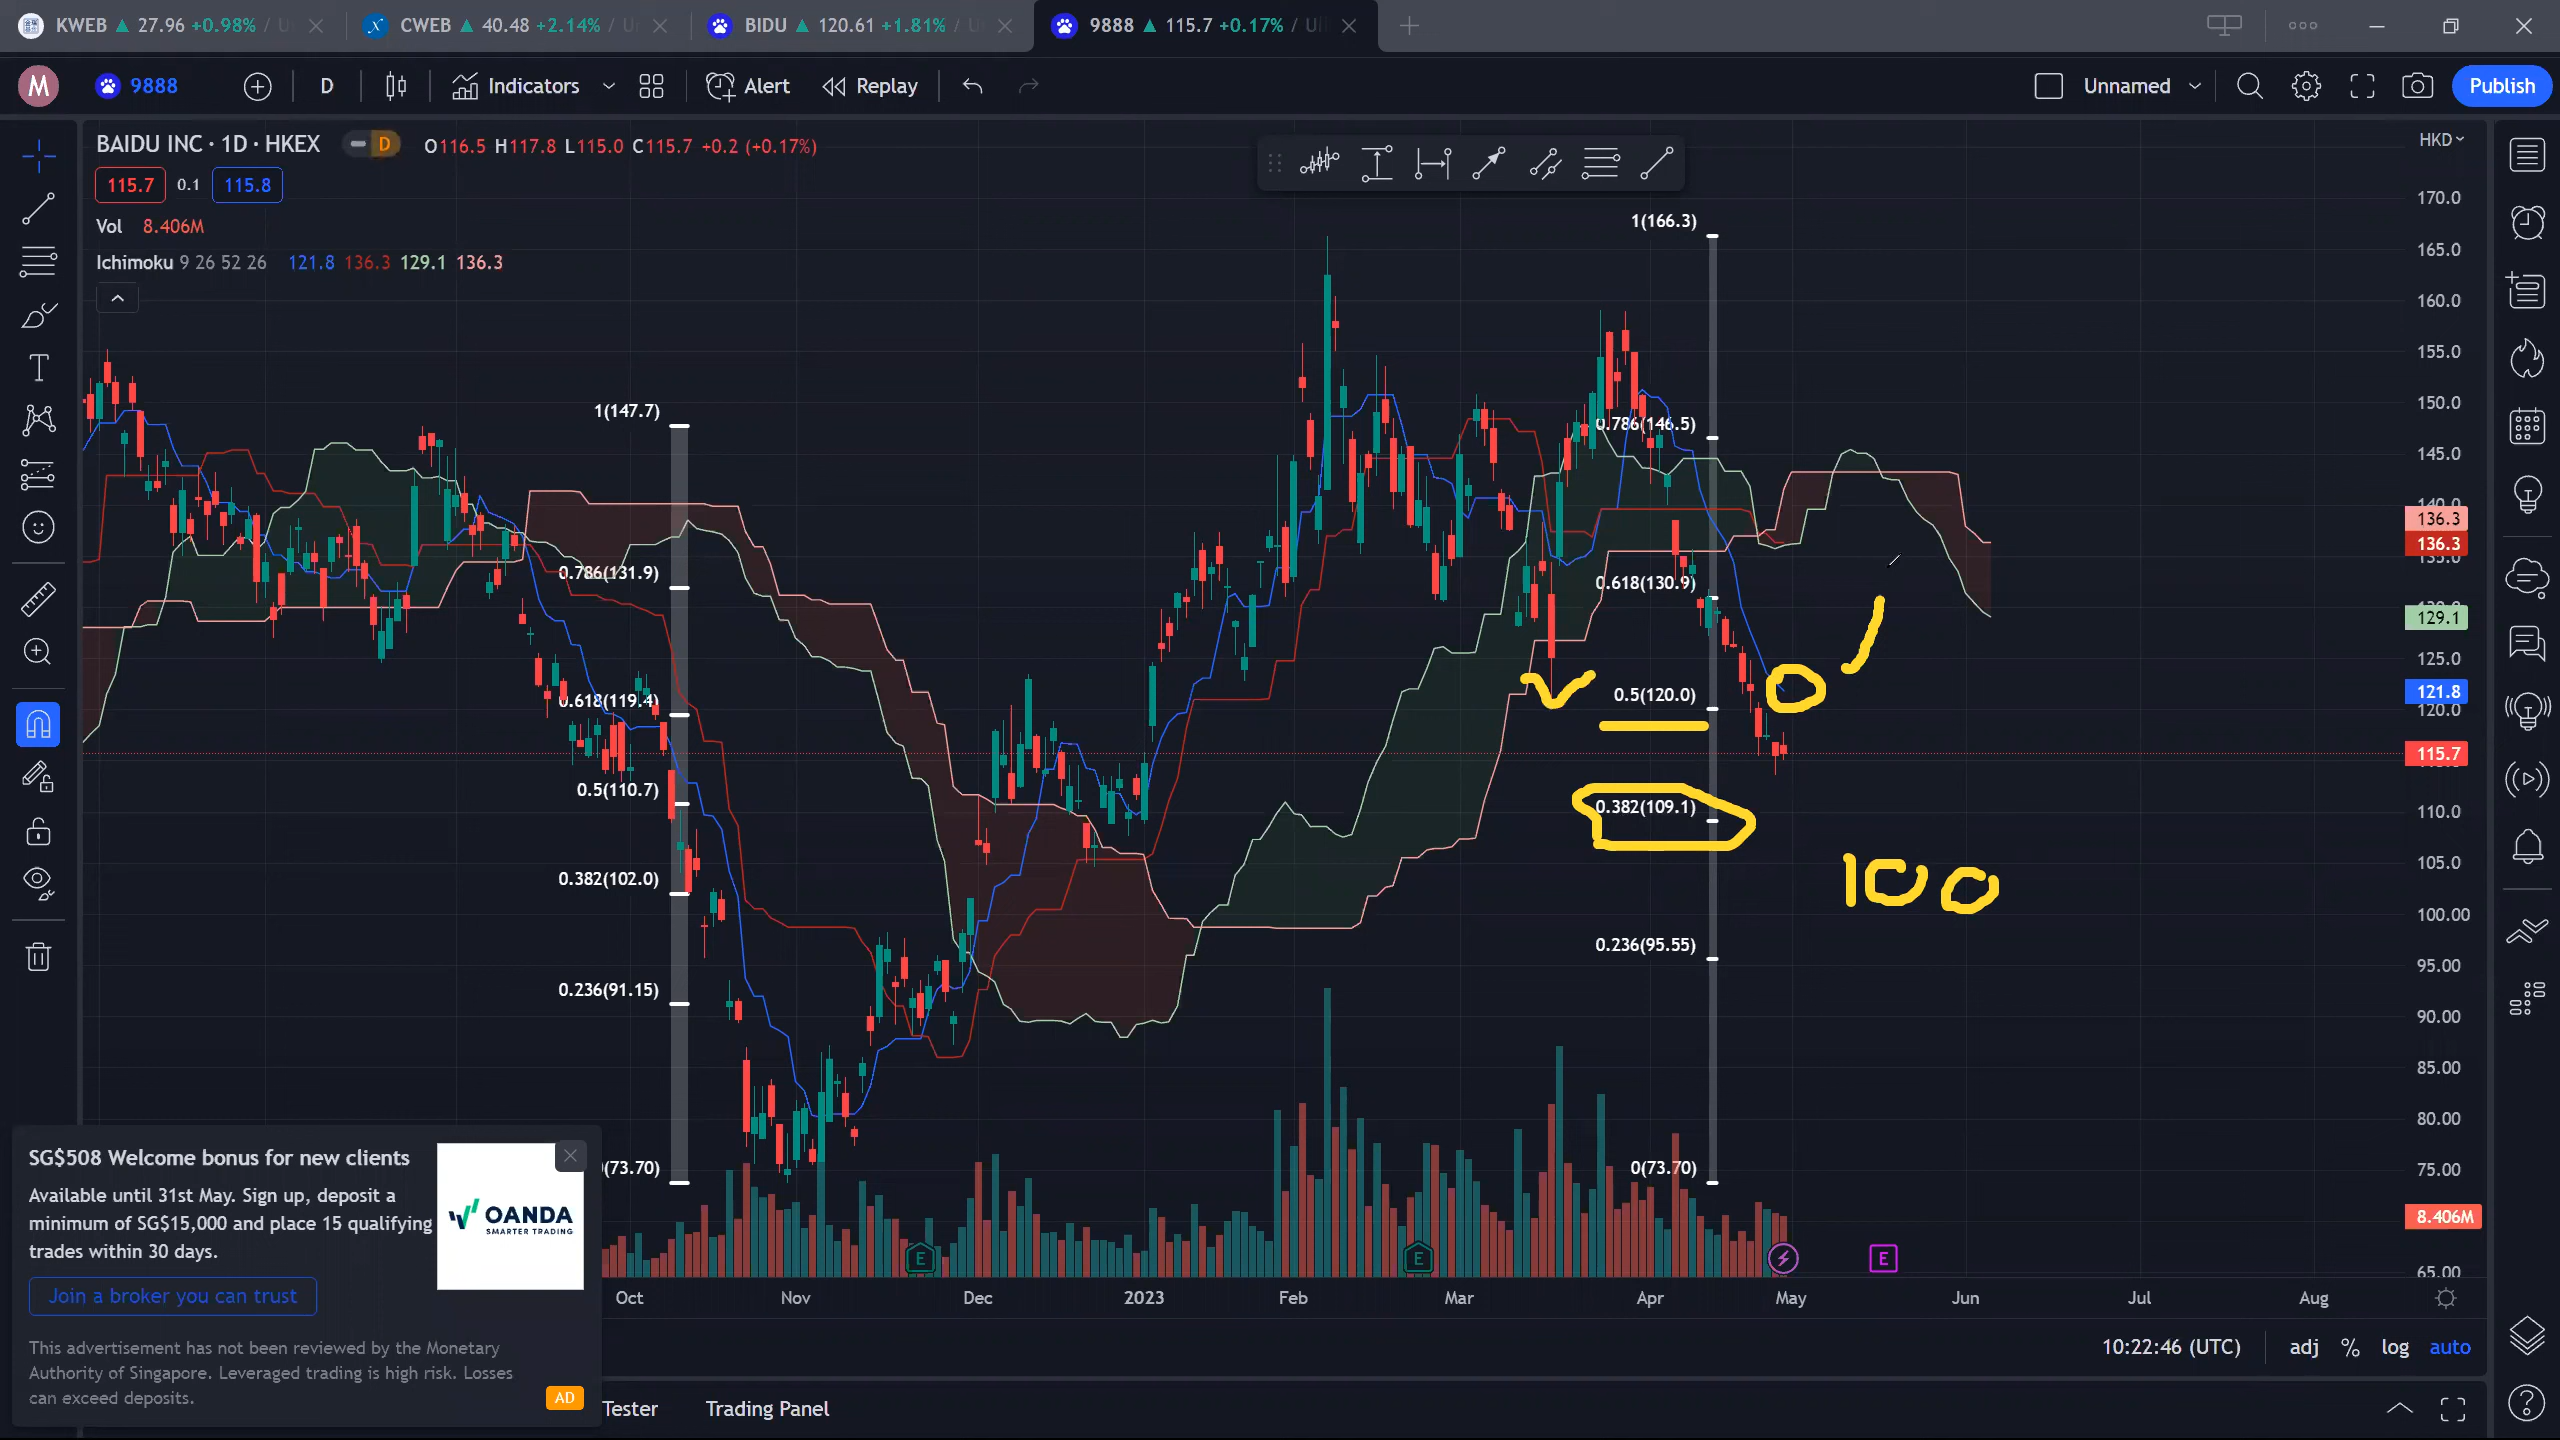 KWEB ▲ 27.96 +0.98% / U
CWEB ▲ 40.48 +2.14% / Ur
BIDU ▲ 120.61 +1.81% / U
9888 ▲ 115.7 +0.17% / Ul
M
9888
D
Indicators
Alert
Replay
Unnamed
Publish
BAIDU INC · 1D · HKEX
D
O116.5 H117.8 L115.0 C115.7 +0.2 (+0.17%)
HKD
115.7
0.1
115.8
Vol 8.406M
Ichimoku 9 26 52 26 121.8 136.3 129.1 136.3
1(147.7)
0.786(131.9)
0.618(119.4)
0.5(110.7)
0.382(102.0)
0.236(91.15)
(73.70)
1(166.3)
0.786(146.5)
0.618(130.9)
0.5(120.0)
0.382(109.1)
0.236(95.55)
0(73.70)
100
170.0
165.0
160.0
155.0
150.0
145.0
140.0
136.3
136.3
135.0
129.1
125.0
121.8
120.0
115.7
110.0
105.0
100.00
95.00
90.00
85.00
80.00
75.00
8.406M
65.00
E
E
E
Oct
Nov
Dec
2023
Feb
Mar
Apr
May
Jun
Jul
Aug
10:22:46 (UTC)
adj
%
log
auto
Tester
Trading Panel
SG$508 Welcome bonus for new clients
Available until 31st May. Sign up, deposit a
minimum of SG$15,000 and place 15 qualifying
trades within 30 days.
OANDA
SMARTER TRADING
Join a broker you can trust
This advertisement has not been reviewed by the Monetary
Authority of Singapore. Leveraged trading is high risk. Losses
can exceed deposits.
AD